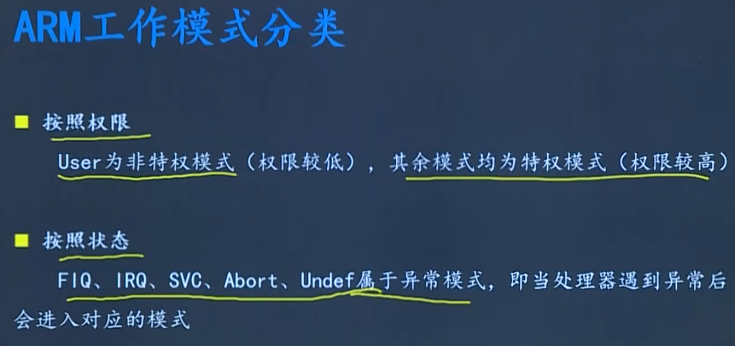 ARM工作模式分类
按照权限
User为非特权模式（权限较低），其余模式均为特权模式（权限较高）
按照状态
FIQ、IRQ、SVC、Abort、Undef属于异常模式，即当处理器遇到异常后
会进入对应的模式